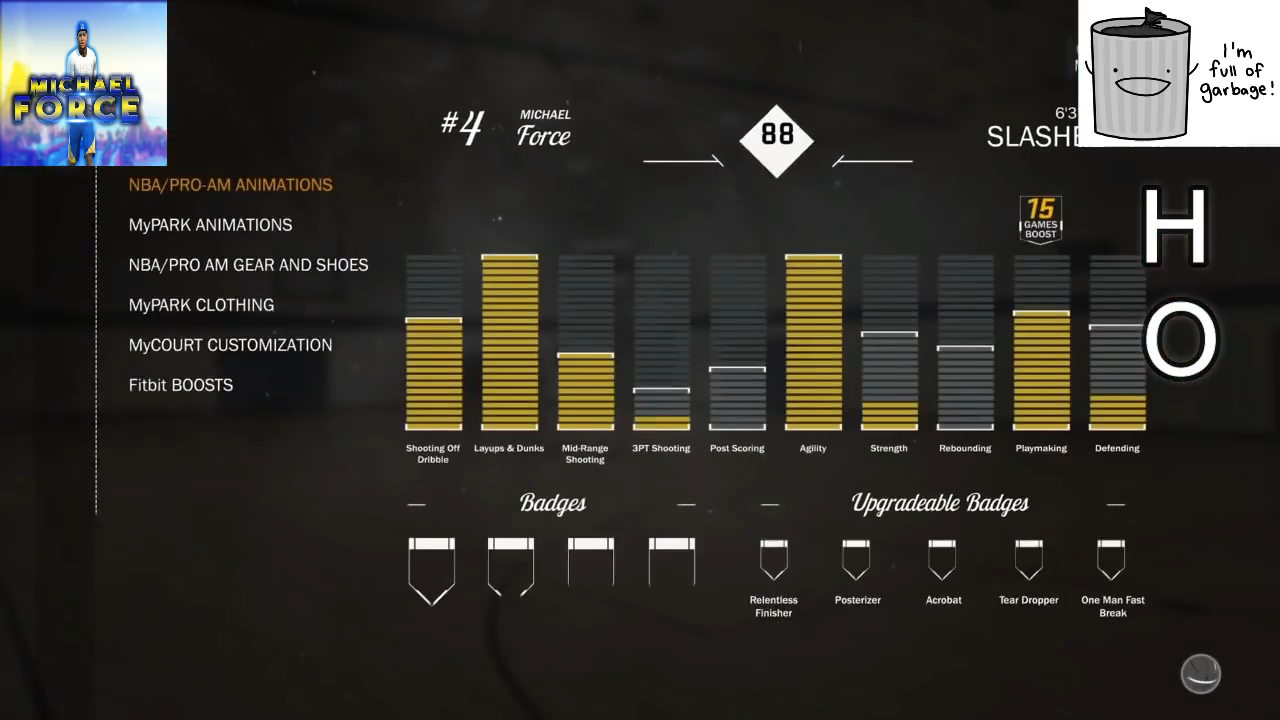 MICHAEL
FORCE
I'm
full of
garbage!
#4
MICHAEL
Force
88
6'3
SLASHE
H
O
NBA/PRO-AM ANIMATIONS
MyPARK ANIMATIONS
NBA/PRO AM GEAR AND SHOES
MyPARK CLOTHING
MyCOURT CUSTOMIZATION
Fitbit BOOSTS
15
GAMES
BOOST
Shooting Off
Dribble
Layups & Dunks
Mid-Range
Shooting
3PT Shooting
Post Scoring
Agility
Strength
Rebounding
Playmaking
Defending
Badges
Upgradeable Badges
Relentless
Finisher
Posterizer
Acrobat
Tear Dropper
One Man Fast
Break